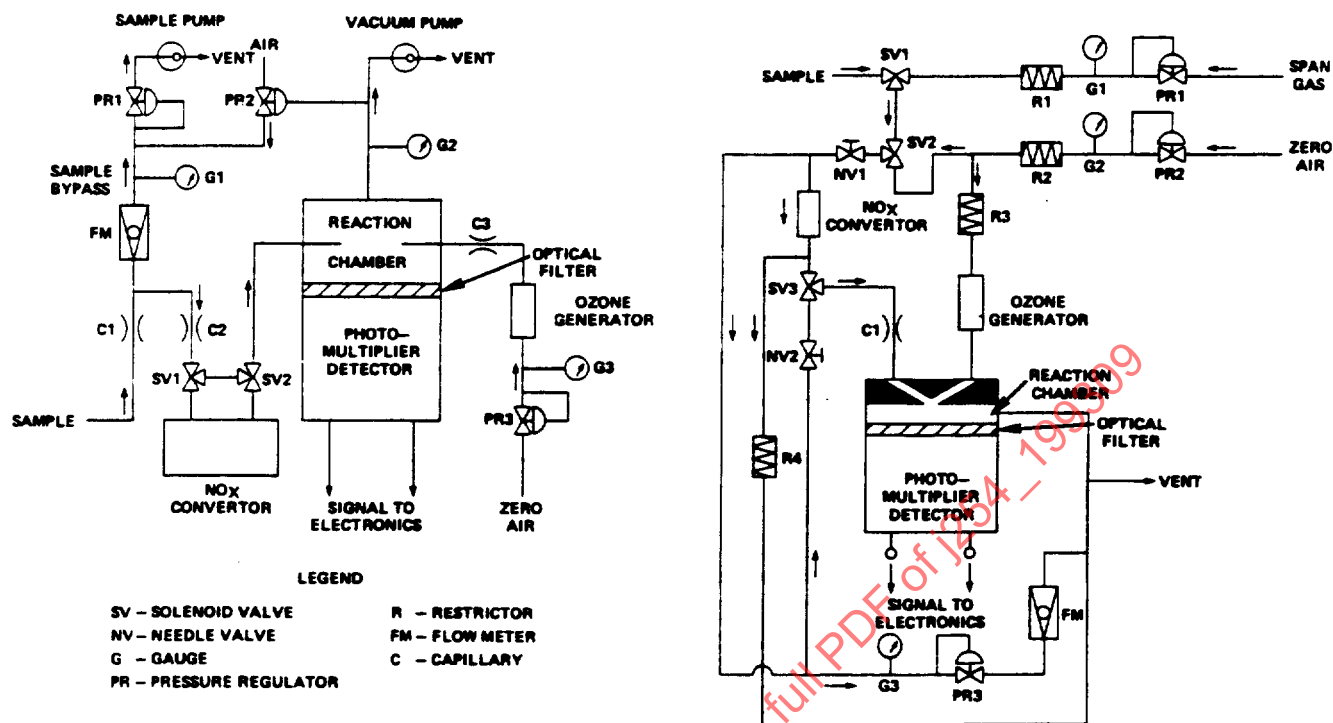 SAMPLE PUMP
VENT
AIR
VACUUM PUMP
VENT
PR1
PR2
G2
SAMPLE
BYPASS
G1
FM
REACTION
CHAMBER
C3
OPTICAL
FILTER
C1
C2
OZONE
GENERATOR
PHOTO–
MULTIPLIER
DETECTOR
SV1
SV2
G3
PR3
SAMPLE
NOX
CONVERTOR
SIGNAL TO
ELECTRONICS
ZERO
AIR
LEGEND
SV – SOLENOID VALVE
NV – NEEDLE VALVE
G – GAUGE
PR – PRESSURE REGULATOR
R – RESTRICTOR
FM – FLOW METER
C – CAPILLARY
SAMPLE
SV1
R1
G1
PR1
SPAN
GAS
SV2
NV1
R2
G2
PR2
ZERO
AIR
NOX
CONVERTOR
R3
SV3
C1
OZONE
GENERATOR
NV2
REACTION
CHAMBER
OPTICAL
FILTER
R4
PHOTO–
MULTIPLIER
DETECTOR
VENT
SIGNAL TO
ELECTRONICS
FM
G3
PR3
full PDF of j254_199309